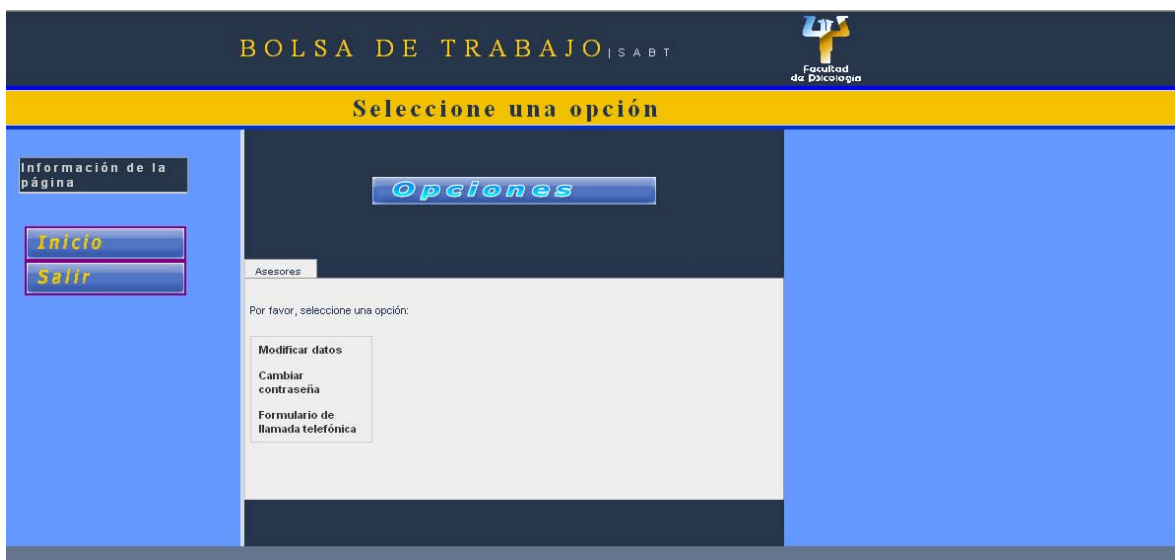 BOLSA DE TRABAJO|SABT
Facultad
de Psicología
Seleccione una opción
Información de la
página
Inicio
Salir
Opciones
Asesores
Por favor, seleccione una opción:
Modificar datos
Cambiar
contraseña
Formulario de
llamada telefónica